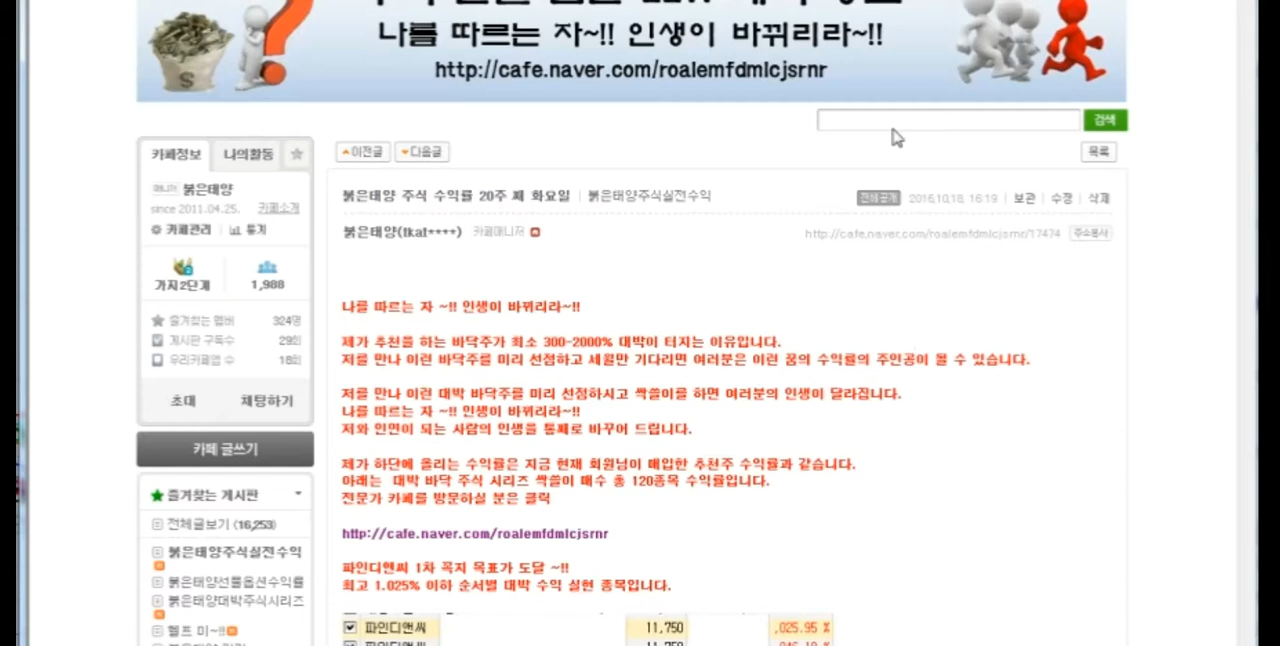 나를 따르는 자~!! 인생이 바뀌리라~!!
http://cafe.naver.com/roalemfdmlcjsrnr
검색
카페정보 나의활동
이전글 다음글 목록
매니저 붉은태양
since 2011.04.25. 카페소개
카페관리 통계
붉은태양 주식 수익률 20주 째 화요일 | 붉은태양주식실전수익 전체공개 2016.10.18. 16:19 | 보관 | 수정 | 삭제
붉은태양(tkat****) 카페매니저 http://cafe.naver.com/roalemfdmlcjsrnr/17474 주소복사
가지2단계 1,988
즐겨찾는 멤버 324명
게시판 구독수 29회
우리카페앱 수 18회
초대 채팅하기
카페 글쓰기
즐겨찾는 게시판
전체글보기 (16,253)
붉은태양주식실전수익
붉은태양선물옵션수익률
붉은태양대박주식시리즈
헬프 미~!!
나를 따르는 자 ~!! 인생이 바뀌리라~!!
제가 추천을 하는 바닥주가 최소 300-2000% 대박이 터지는 이유입니다.
저를 만나 이런 바닥주를 미리 선점하고 세월만 기다리면 여러분은 이런 꿈의 수익률의 주인공이 될 수 있습니다.
저를 만나 이런 대박 바닥주를 미리 선점하시고 싹쓸이를 하면 여러분의 인생이 달라집니다.
나를 따르는 자 ~!! 인생이 바뀌리라~!!
저와 인연이 되는 사람의 인생을 통째로 바꾸어 드립니다.
제가 하단에 올리는 수익률은 지금 현재 회원님이 매입한 추천주 수익률과 같습니다.
아래는 대박 바닥 주식 시리즈 싹쓸이 매수 총 120종목 수익률입니다.
전문가 카페를 방문하실 분은 클릭
http://cafe.naver.com/roalemfdmlcjsrnr
파인디앤씨 1차 꼭지 목표가 도달 ~!!
최고 1.025% 이하 순서별 대박 수익 실현 종목입니다.
파인디앤씨 11,750 ,025.95 %